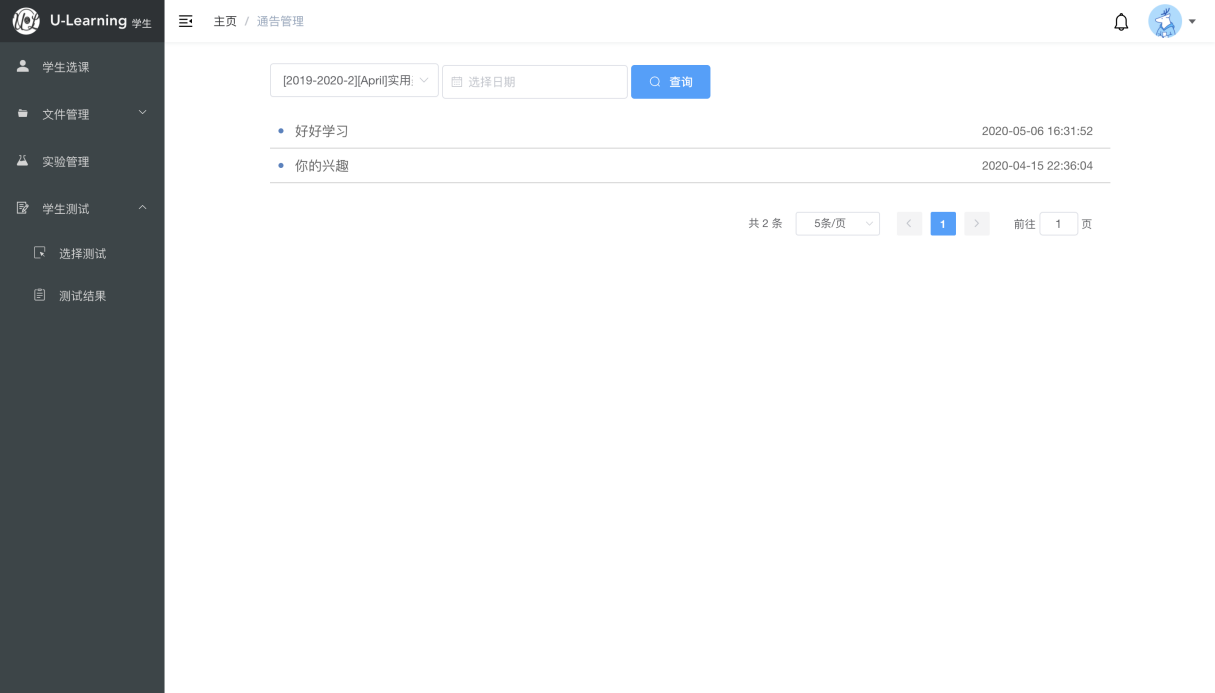 U-Learning 学生
主页 / 通告管理
学生选课
文件管理
实验管理
学生测试
选择测试
测试结果
[2019-2020-2][April]实用 选择日期 查询
好好学习 2020-05-06 16:31:52
你的兴趣 2020-04-15 22:36:04
共 2 条 5条/页 1 前往 1 页